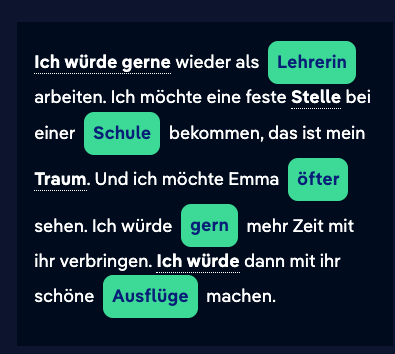 Ich würde gerne wieder als Lehrerin
arbeiten. Ich möchte eine feste Stelle bei
einer Schule bekommen, das ist mein
Traum. Und ich möchte Emma öfter
sehen. Ich würde gern mehr Zeit mit
ihr verbringen. Ich würde dann mit ihr
schöne Ausflüge machen.